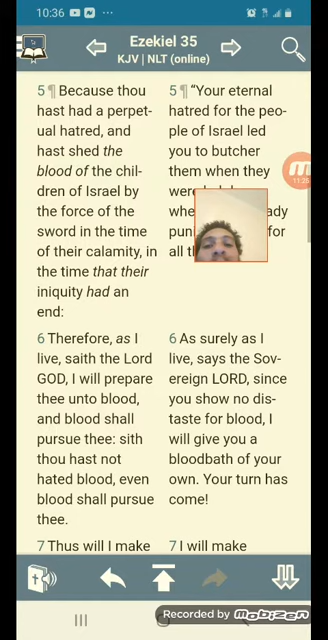 10:36
Ezekiel 35
KJV | NLT (online)
5 ¶ Because thou
hast had a perpet-
ual hatred, and
hast shed the
blood of the chil-
dren of Israel by
the force of the
sword in the time
of their calamity, in
the time that their
iniquity had an
end:
6 Therefore, as I
live, saith the Lord
GOD, I will prepare
thee unto blood,
and blood shall
pursue thee: sith
thou hast not
hated blood, even
blood shall pursue
thee.
7 Thus will I make
5 ¶ “Your eternal
hatred for the peo-
ple of Israel led
you to butcher
them when they
were
for
6 As surely as I
live, says the Sov-
ereign LORD, since
you show no dis-
taste for blood, I
will give you a
bloodbath of your
own. Your turn has
come!
7 I will make
11:25
Recorded by Mobizen